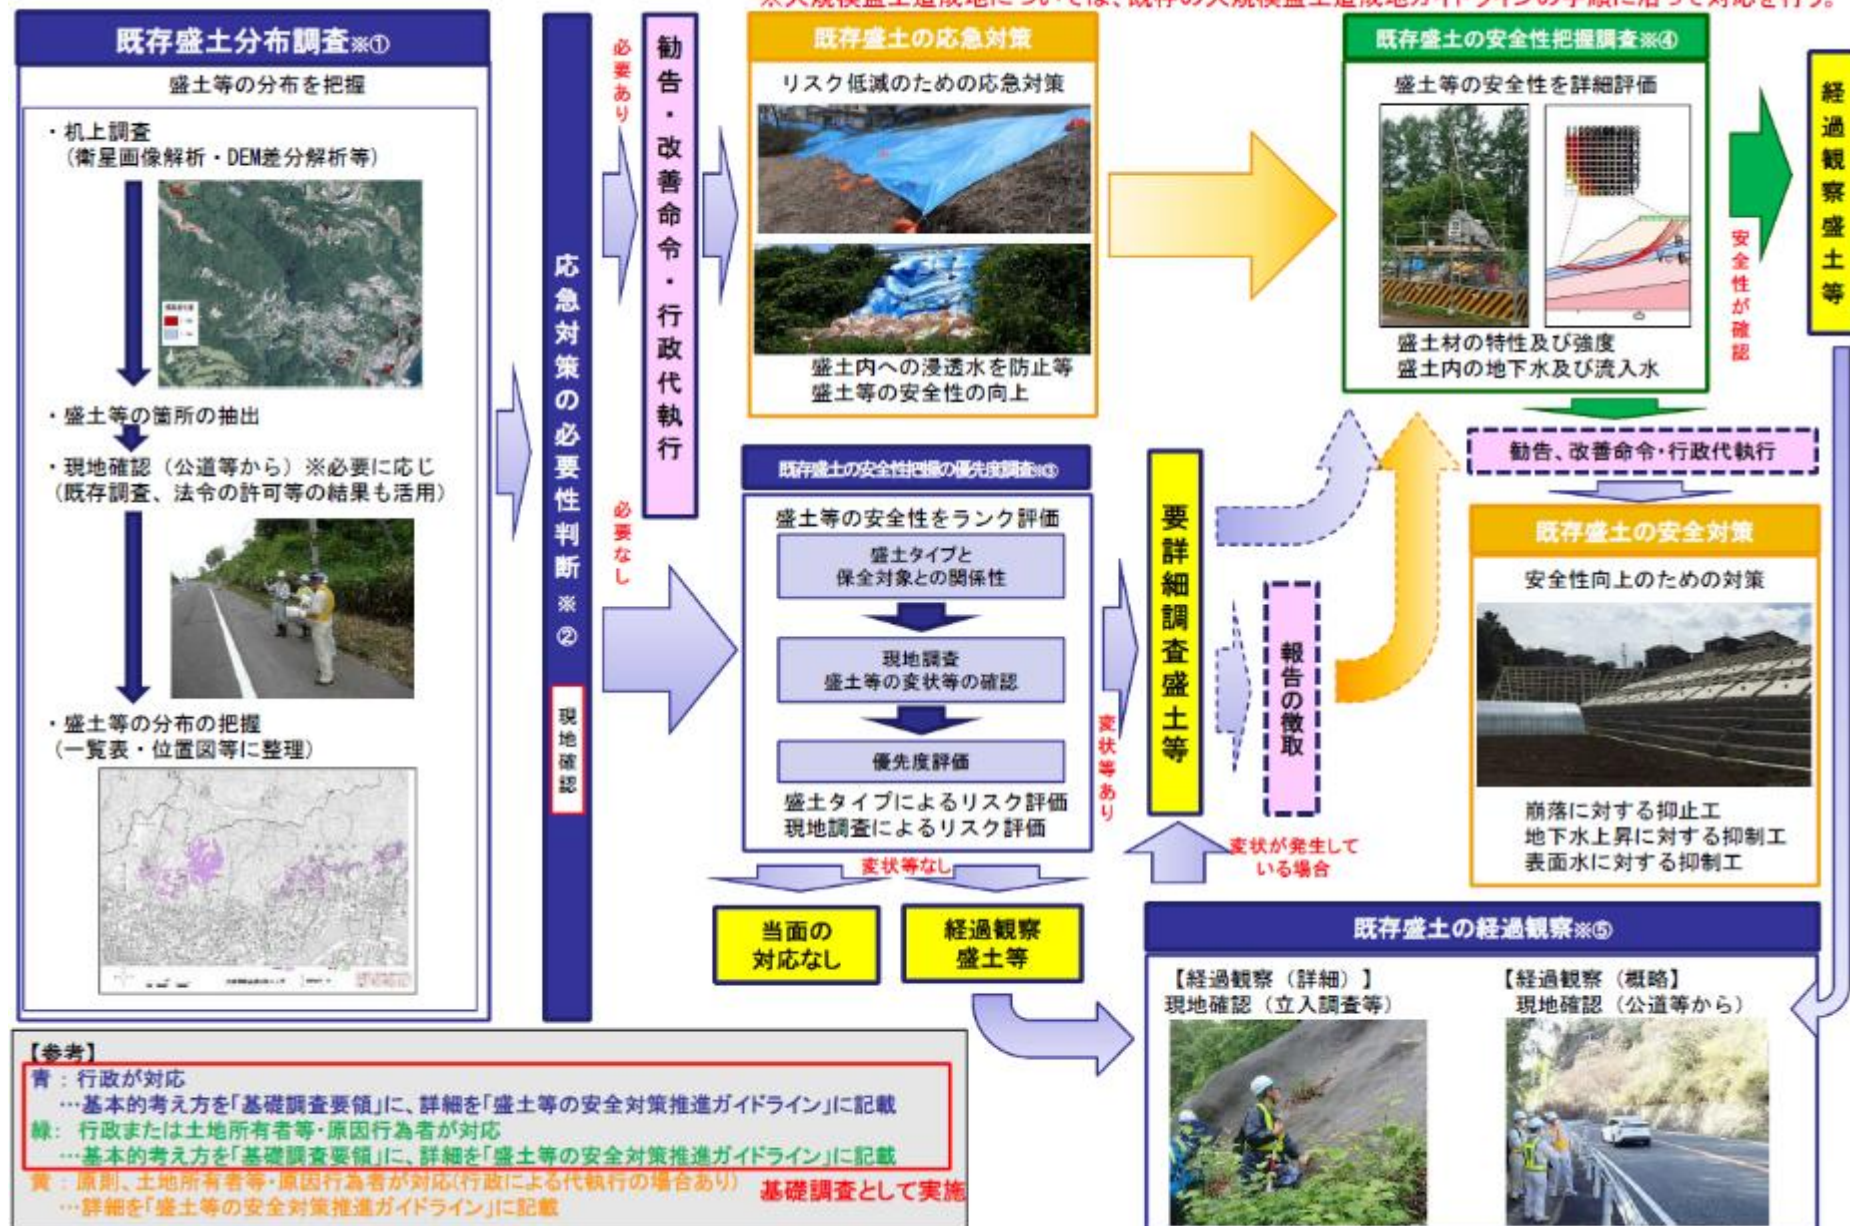 ※大規模盛土造成地については、既存の大規模盛土造成地ガイドラインの手順に沿って対応を行う。
既存盛土分布調査※①
盛土等の分布を把握
・机上調査
(衛星画像解析・DEM差分解析等)
・盛土等の箇所の抽出
・現地確認（公道等から）※必要に応じ
(既存調査、法令の許可等の結果も活用)
・盛土等の分布の把握
(一覧表・位置図等に整理)
応急対策の必要性判断※②
現地確認
必要あり
必要なし
勧告・改善命令・行政代執行
既存盛土の応急対策
リスク低減のための応急対策
盛土内への浸透水を防止等
盛土等の安全性の向上
既存盛土の安全性把握の優先度調査※③
盛土等の安全性をランク評価
盛土タイプと
保全対象との関係性
現地調査
盛土等の変状等の確認
優先度評価
盛土タイプによるリスク評価
現地調査によるリスク評価
変状等なし
当面の
対応なし
経過観察
盛土等
変状等あり
要詳細調査盛土等
報告の徴取
変状が発生して
いる場合
既存盛土の安全性把握調査※④
盛土等の安全性を詳細評価
盛土材の特性及び強度
盛土内の地下水及び流入水
安全性が確認
経過観察盛土等
勧告、改善命令・行政代執行
既存盛土の安全対策
安全性向上のための対策
崩落に対する抑止工
地下水上昇に対する抑制工
表面水に対する抑制工
既存盛土の経過観察※⑤
【経過観察（詳細）】
現地確認（立入調査等）
【経過観察（概略）】
現地確認（公道等から）
【参考】
青：行政が対応
…基本的考え方を「基礎調査要領」に、詳細を「盛土等の安全対策推進ガイドライン」に記載
緑： 行政または土地所有者等・原因行為者が対応
…基本的考え方を「基礎調査要領」に、詳細を「盛土等の安全対策推進ガイドライン」に記載
黄：原則、土地所有者等・原因行為者が対応(行政による代執行の場合あり)
…詳細を「盛土等の安全対策推進ガイドライン」に記載
基礎調査として実施